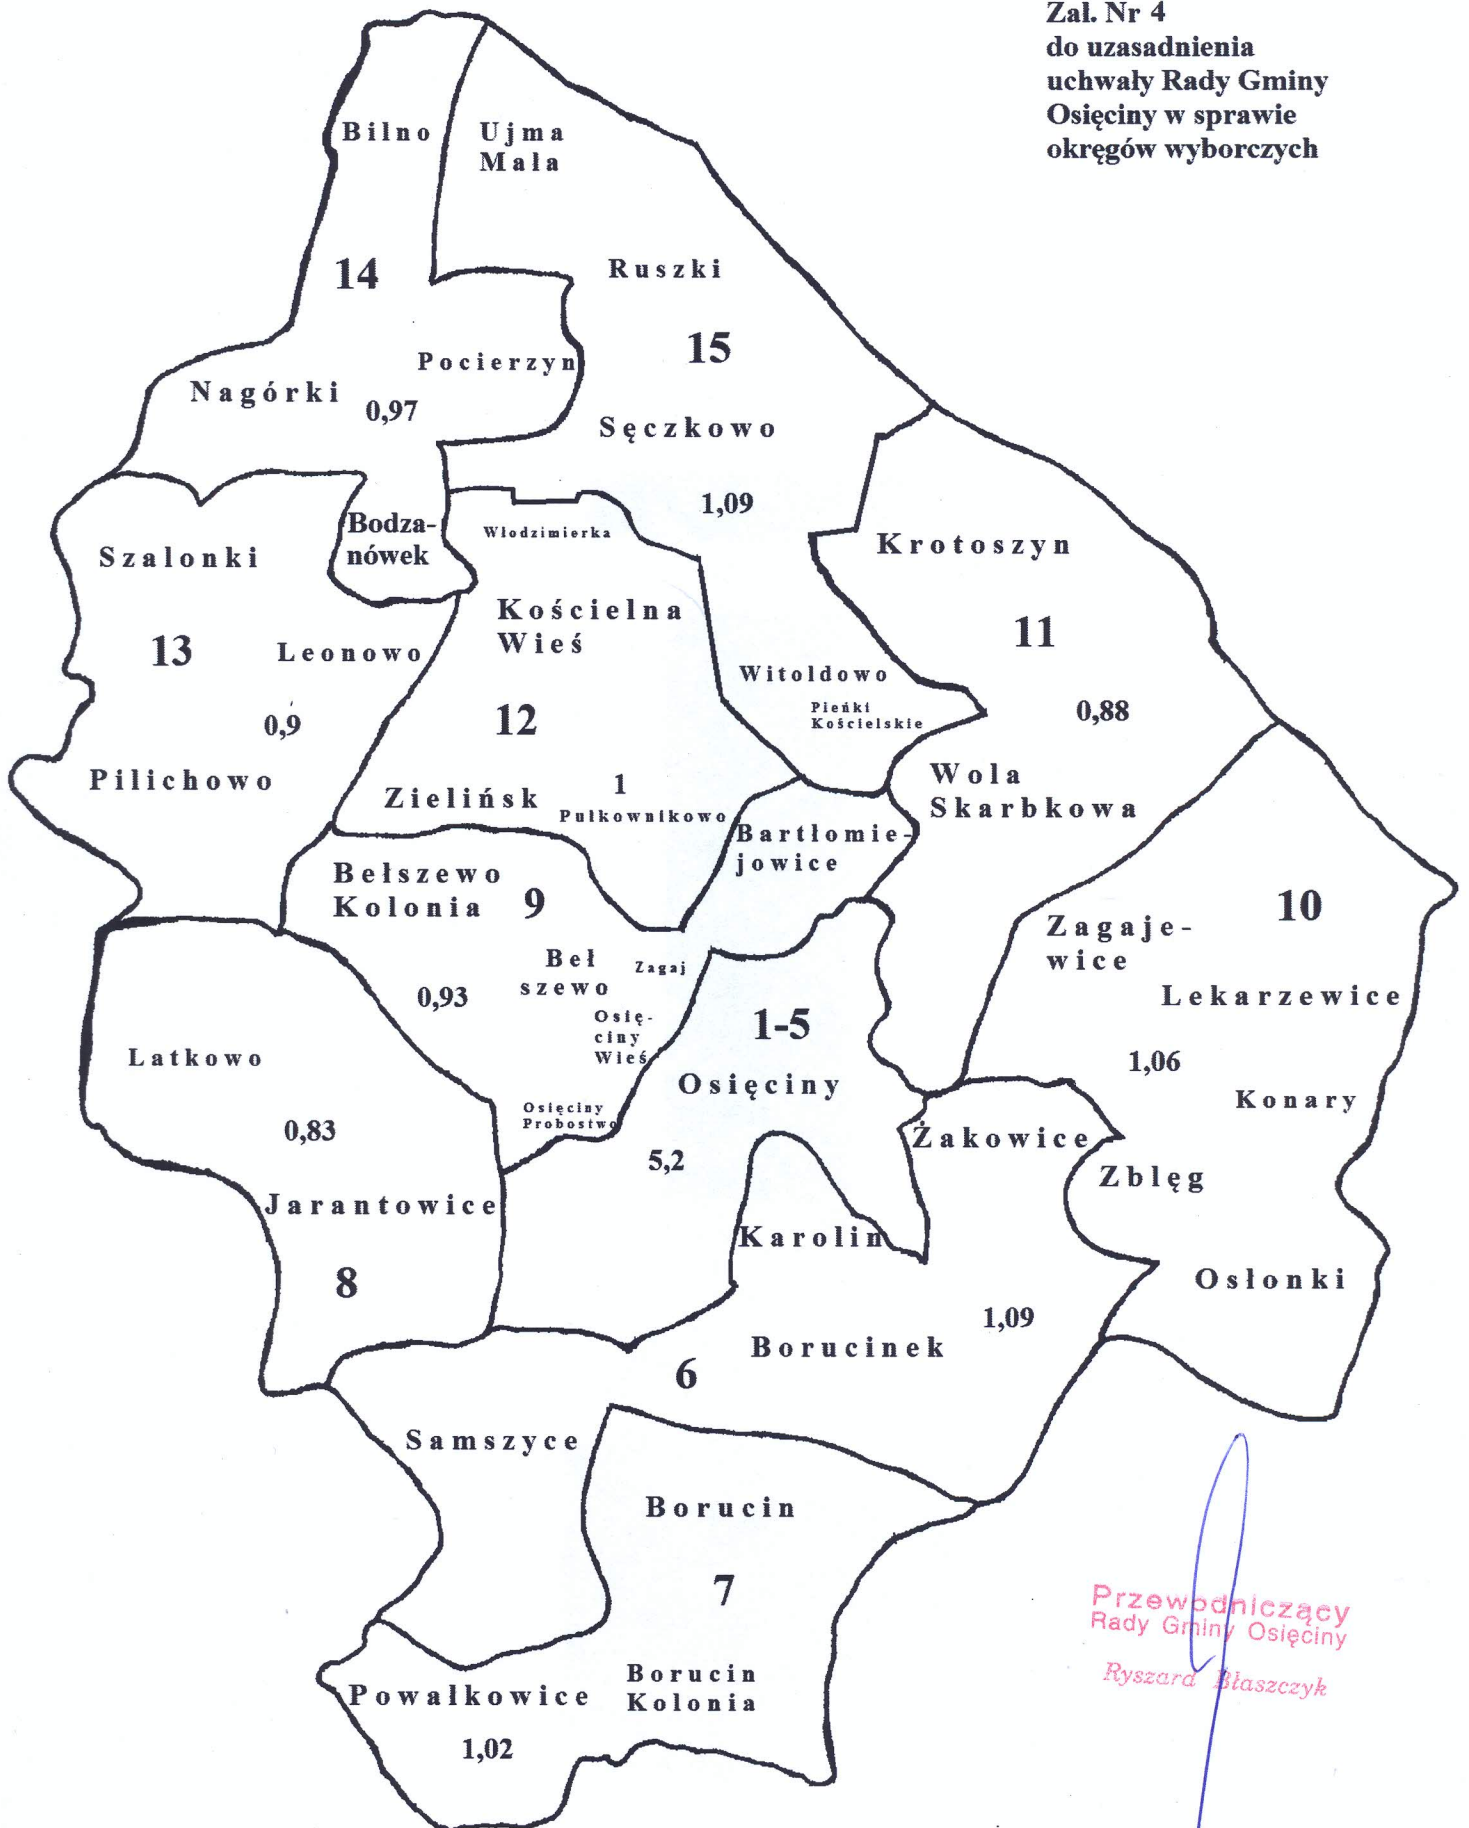 Zal. Nr 4
do uzasadnienia
uchwały Rady Gminy
Osięciny w sprawie
okręgów wyborczych
Bilno
Ujma
Mała
14
Ruszki
15
Pocierzyn
Nagórki
0,97
Sęczkowo
1,09
Bodza-
nówek
Włodzimierka
Krotoszyn
Szalonki
Kościelna
Wieś
11
13
Leonowo
Witoldowo
Pieńki
Kościelskie
0,88
0,9
12
Pilichowo
Zielińsk
1
Pułkownikowo
Wola
Skarbkowa
Bartłomie-
jowice
Bełszewo
Kolonia
9
10
Zagaje-
wice
Beł
szewo
Zagaj
0,93
Lekarzewice
Osię-
ciny
Wieś
1-5
Latkowo
1,06
Osięciny
Konary
Osięciny
Probostwo
0,83
Żakowice
5,2
Zblęg
Jarantowice
Karolin
8
Osłonki
1,09
Borucinek
6
Samszyce
Borucin
7
Przewodniczący
Rady Gminy Osięciny
Ryszard Błaszczyk
Borucin
Kolonia
Powałkowice
1,02